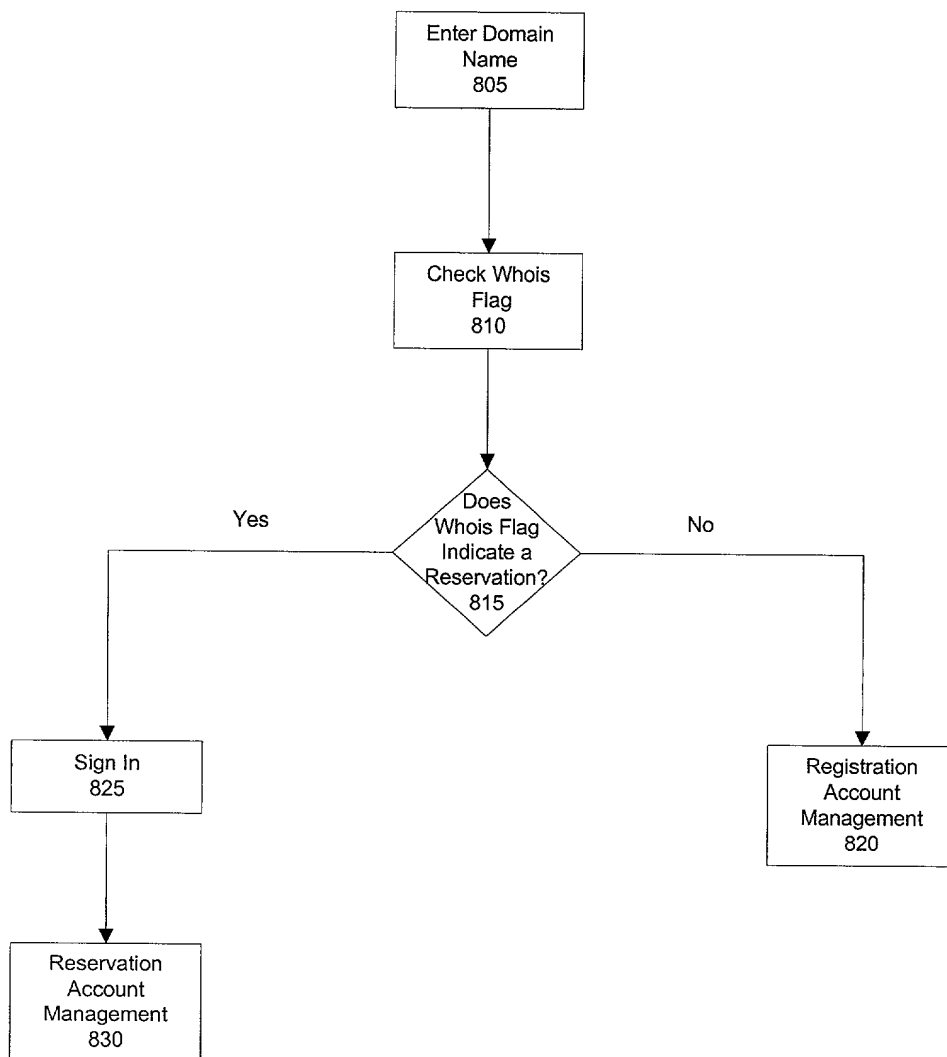 Enter Domain
Name
805
Check Whois
Flag
810
Does
Whois Flag
Indicate a
Reservation?
815
Yes
No
Sign In
825
Registration
Account
Management
820
Reservation
Account
Management
830